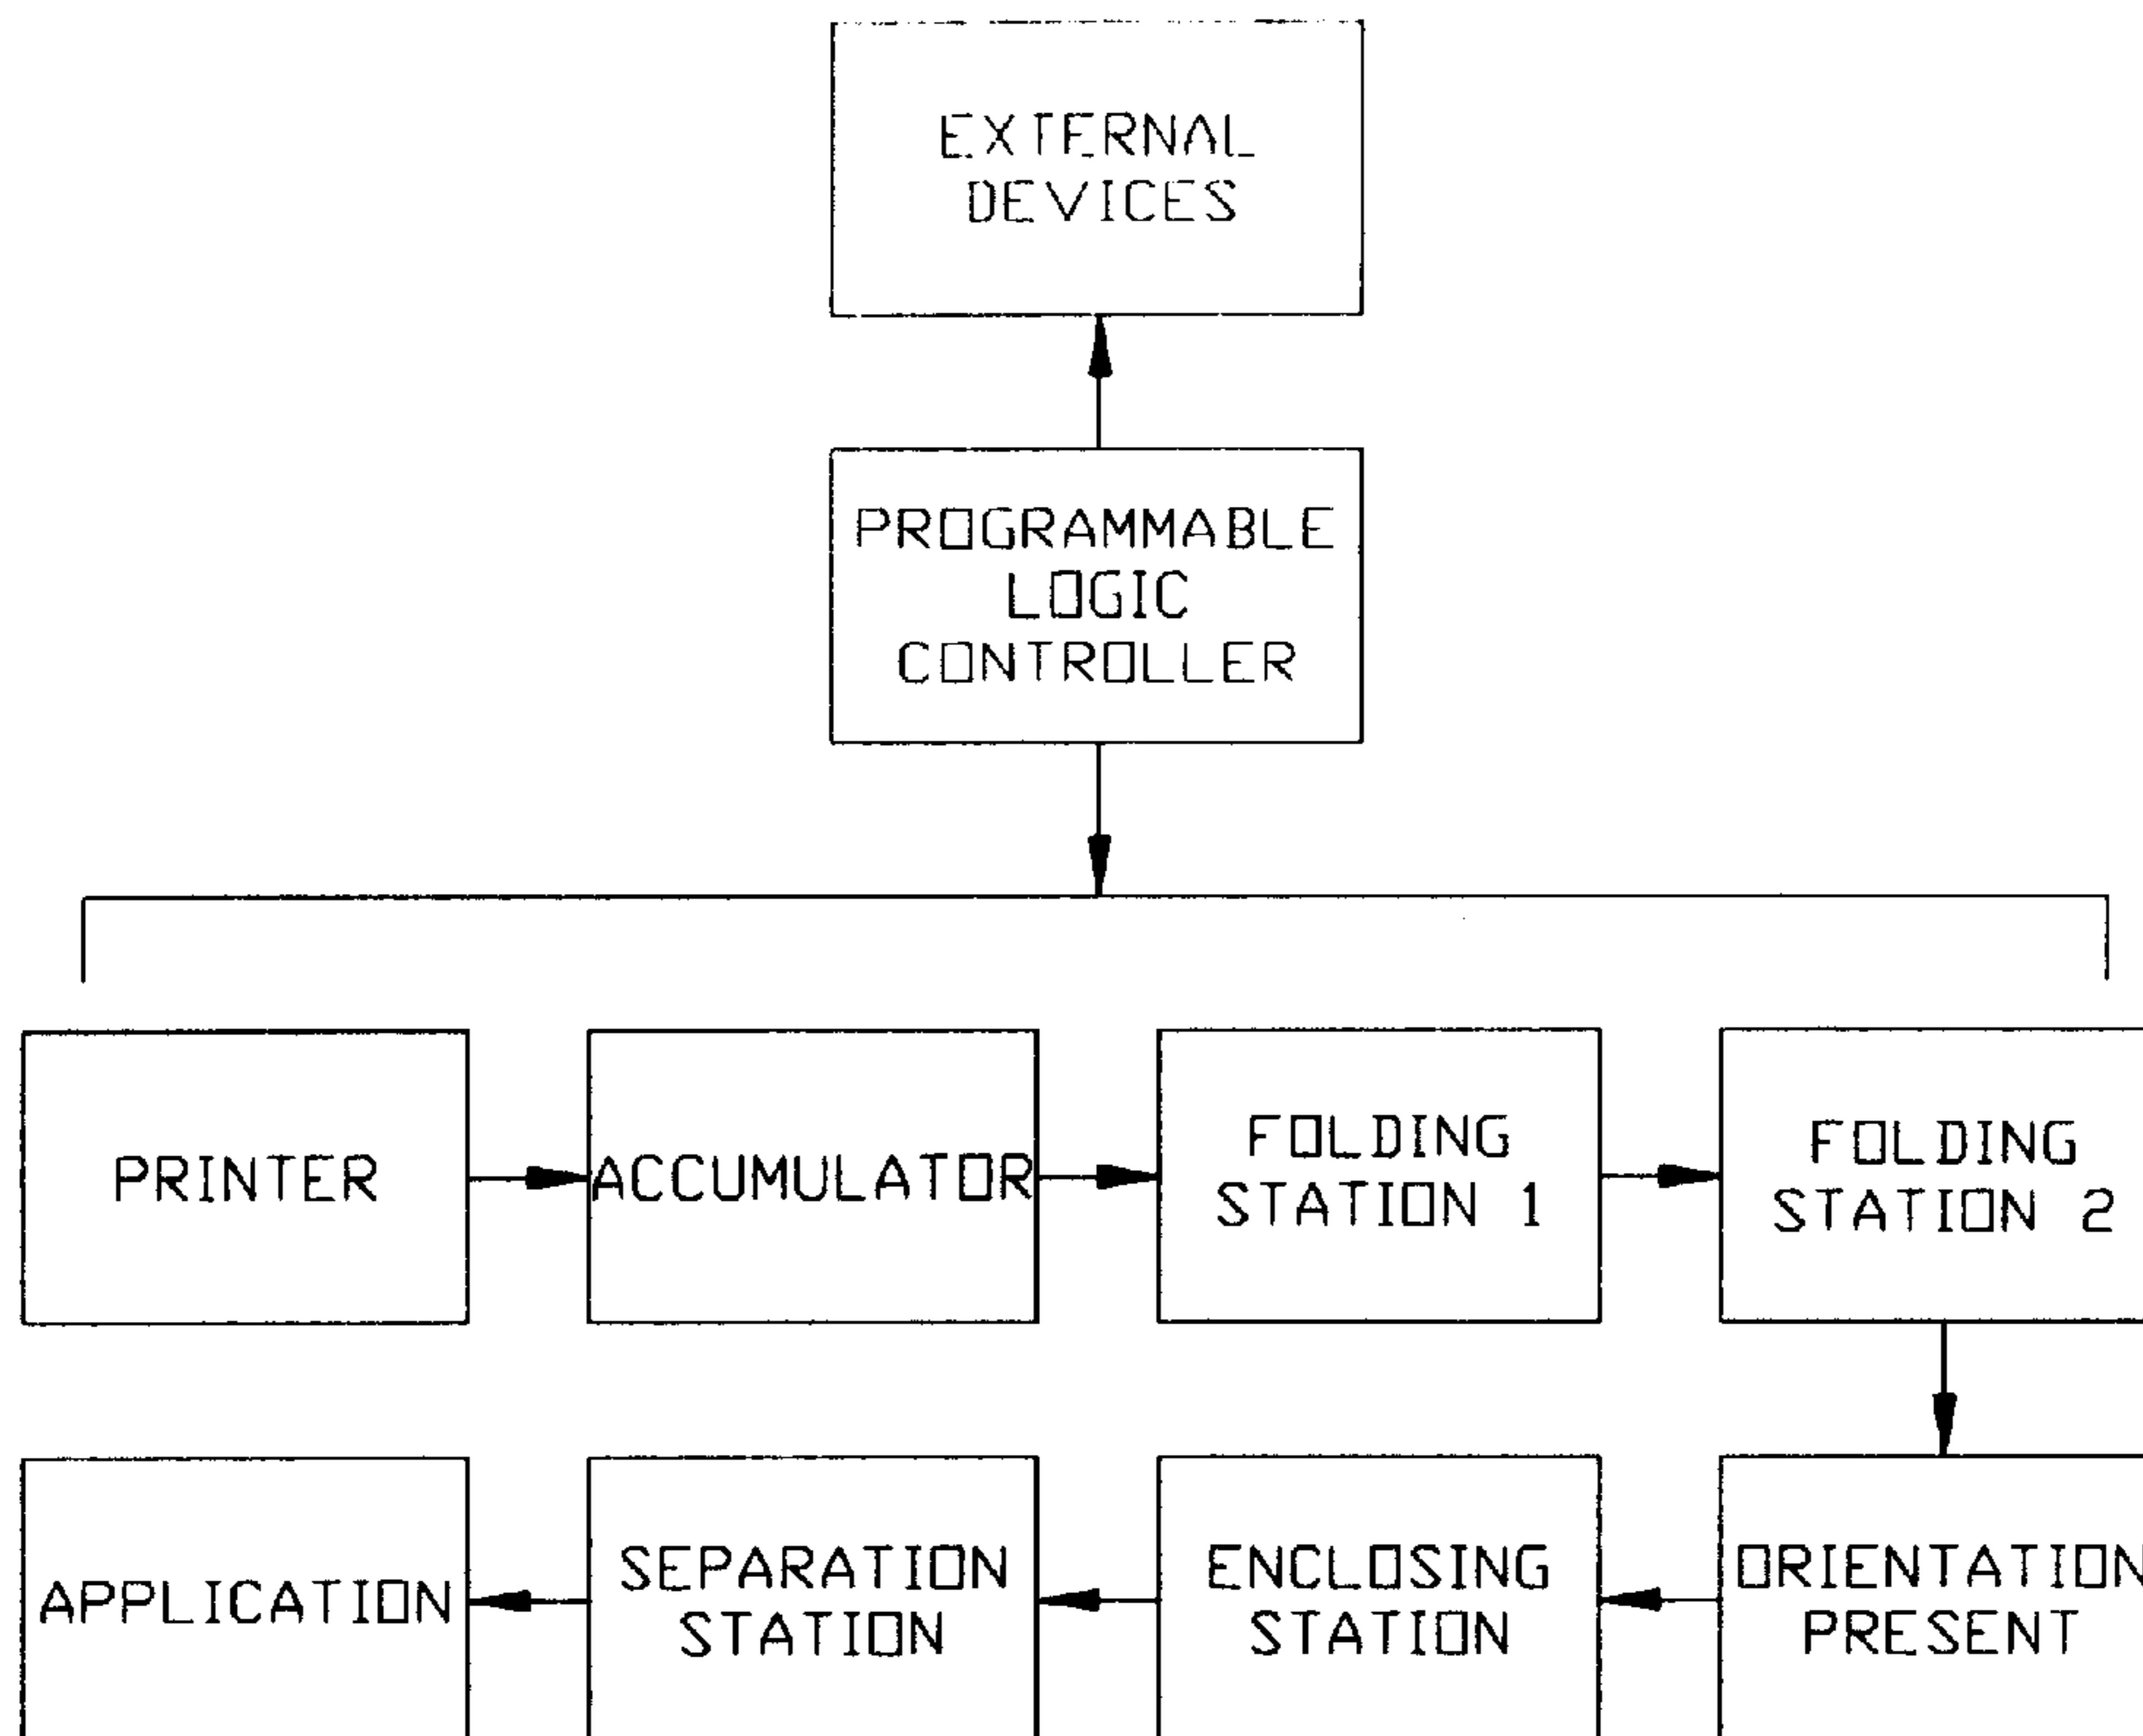 EXTERNAL
DEVICES
PROGRAMMABLE
LOGIC
CONTROLLER
PRINTER
ACCUMULATOR
FOLDING
STATION 1
FOLDING
STATION 2
APPLICATION
SEPARATION
STATION
ENCLOSING
STATION
ORIENTATION
PRESENT